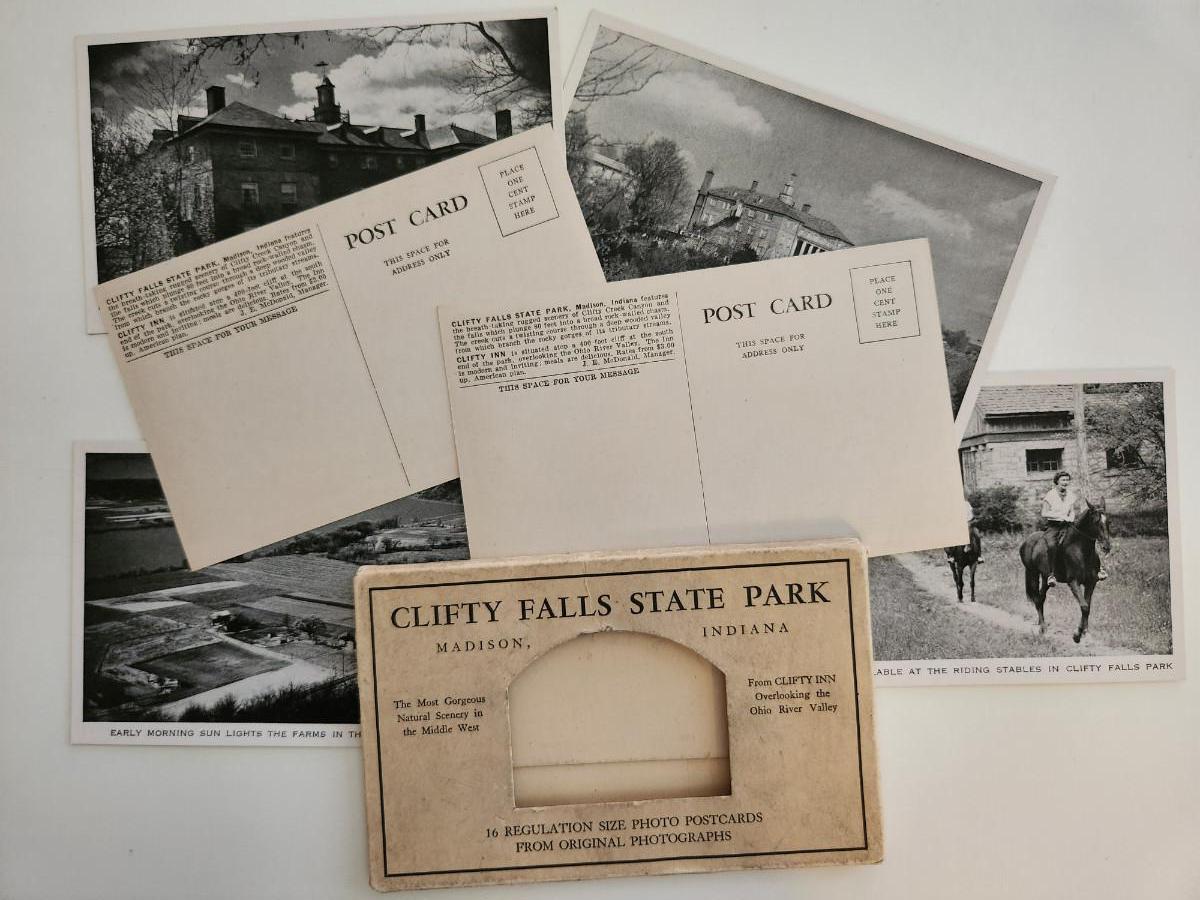 POST CARD
PLACE
ONE
CENT
STAMP
HERE
THIS SPACE FOR
ADDRESS ONLY
CLIFTY FALLS STATE PARK, Madison, Indiana features
the breath-taking rugged scenery of Clifty Creek Canyon and
the falls which plunge 80 feet into a broad rock-walled chasm.
The creek cuts a twisting course through a deep wooded valley
from which branch the rocky gorges of its tributary streams.
CLIFTY INN is situated atop a 400 foot cliff at the south
end of the park, overlooking the Ohio River Valley. The Inn
is modern and inviting; meals are delicious. Rates from $3.00
up, American plan. J. E. McDonald, Manager.
THIS SPACE FOR YOUR MESSAGE
POST CARD
PLACE
ONE
CENT
STAMP
HERE
THIS SPACE FOR
ADDRESS ONLY
CLIFTY FALLS STATE PARK, Madison, Indiana features
the breath-taking rugged scenery of Clifty Creek Canyon and
the falls which plunge 80 feet into a broad rock-walled chasm.
The creek cuts a twisting course through a deep wooded valley
from which branch the rocky gorges of its tributary streams.
CLIFTY INN is situated atop a 400 foot cliff at the south
end of the park, overlooking the Ohio River Valley. The Inn
is modern and inviting; meals are delicious. Rates from $3.00
up, American plan. J. E. McDonald, Manager.
THIS SPACE FOR YOUR MESSAGE
ABLE AT THE RIDING STABLES IN CLIFTY FALLS PARK
EARLY MORNING SUN LIGHTS THE FARMS IN TH
CLIFTY FALLS STATE PARK
MADISON, INDIANA
The Most Gorgeous
Natural Scenery in
the Middle West
From CLIFTY INN
Overlooking the
Ohio River Valley
16 REGULATION SIZE PHOTO POSTCARDS
FROM ORIGINAL PHOTOGRAPHS